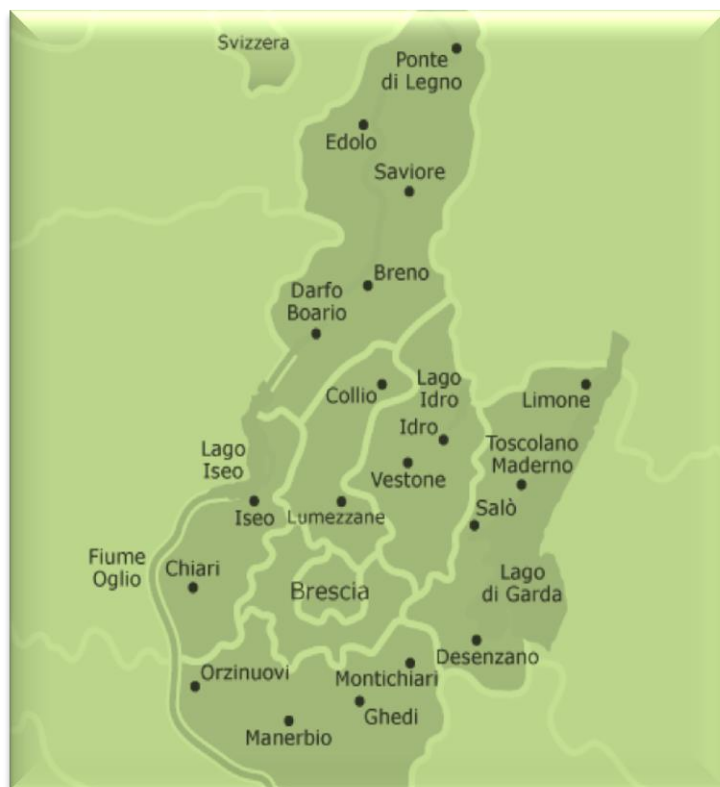 Svizzera
Ponte
di Legno
Edolo
Saviore
Breno
Darfo
Boario
Collio
Lago
Idro
Limone
Idro
Toscolano
Maderno
Lago
Iseo
Vestone
Salò
Iseo
Lumezzane
Fiume
Oglio
Chiari
Lago
di Garda
Brescia
Desenzano
Orzinuovi
Montichiari
Ghedi
Manerbio